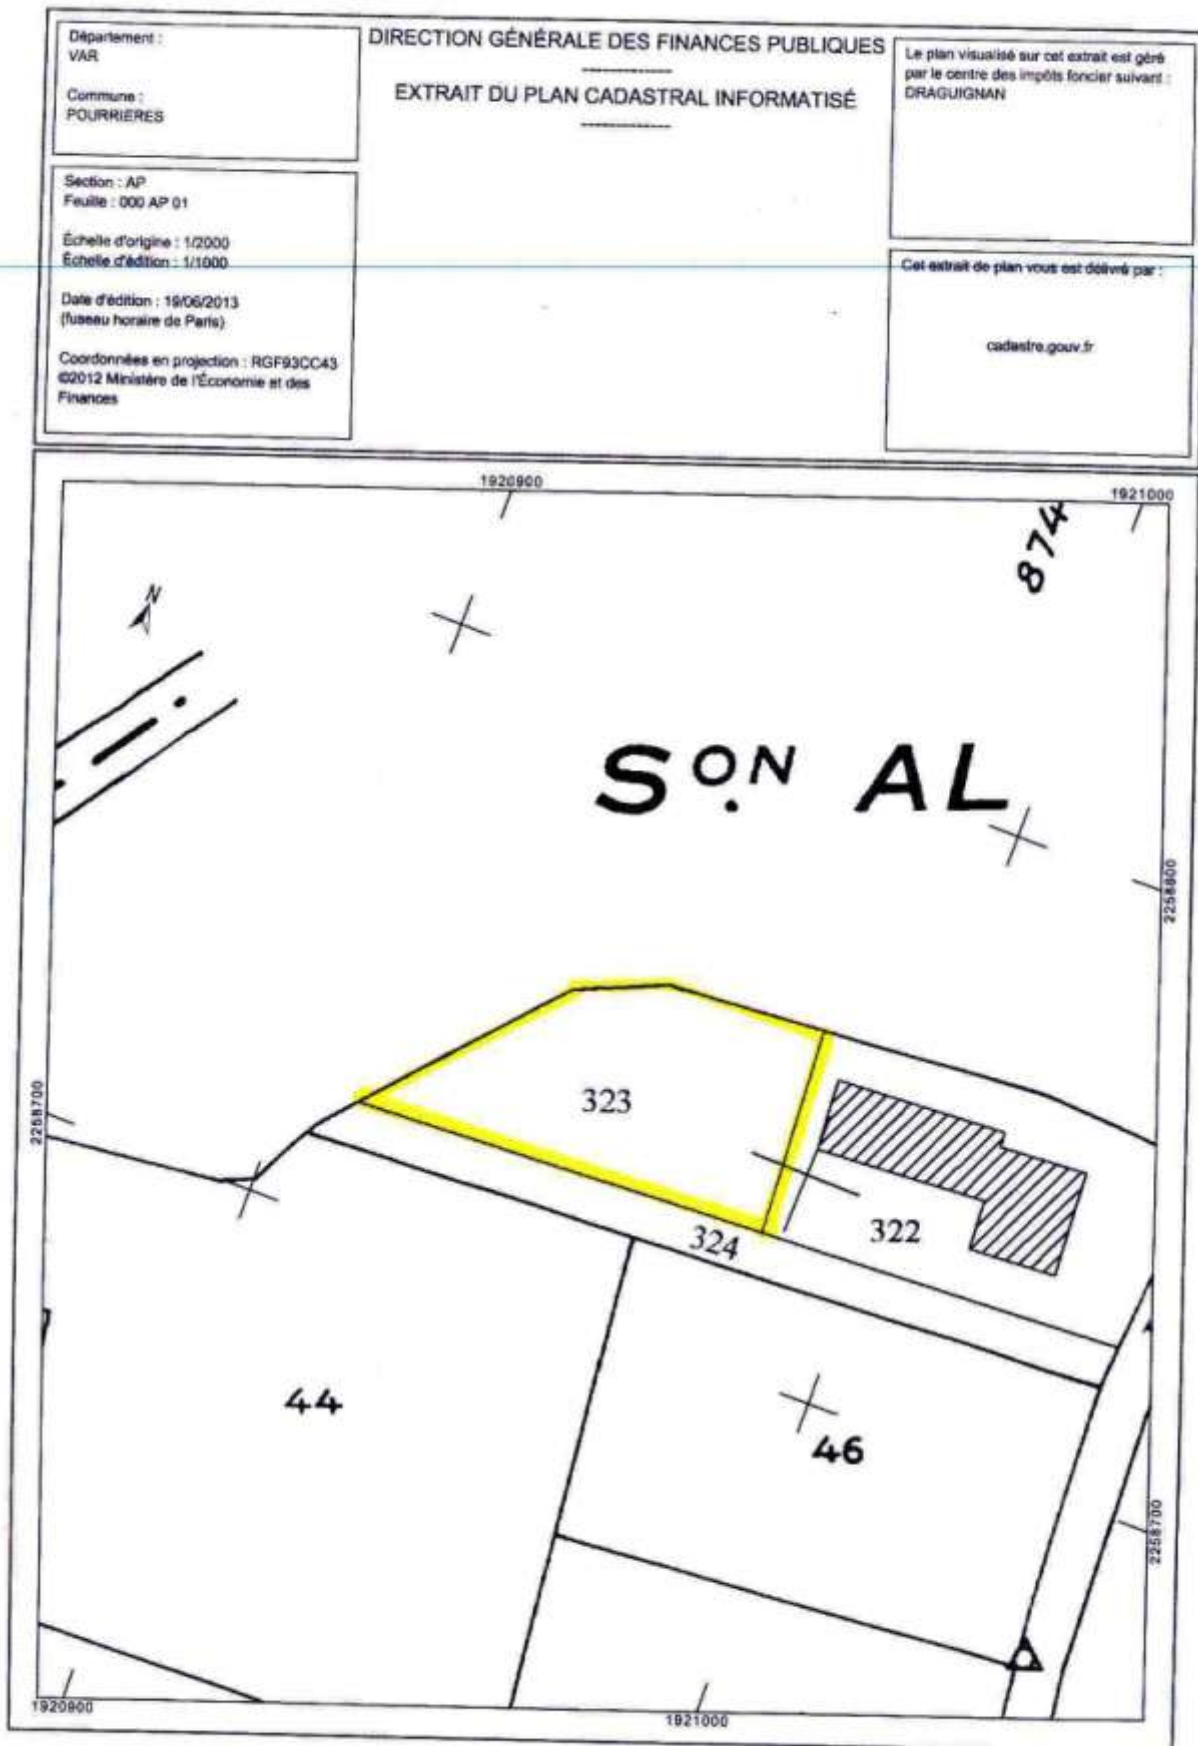 Département :
VAR
Commune :
POURRIERES
DIRECTION GÉNÉRALE DES FINANCES PUBLIQUES
-------------
EXTRAIT DU PLAN CADASTRAL INFORMATISÉ
-------------
Le plan visualisé sur cet extrait est géré
par le centre des impôts foncier suivant :
DRAGUIGNAN
Section : AP
Feuille : 000 AP 01
Échelle d'origine : 1/2000
Échelle d'édition : 1/1000
Date d'édition : 19/06/2013
(fuseau horaire de Paris)
Coordonnées en projection : RGF93CC43
©2012 Ministère de l'Économie et des
Finances
Cet extrait de plan vous est délivré par :
cadastre.gouv.fr
1920900
1921000
874
N
SON. AL
2258800
2258700
323
322
324
44
46
2258700
1920900
1921000